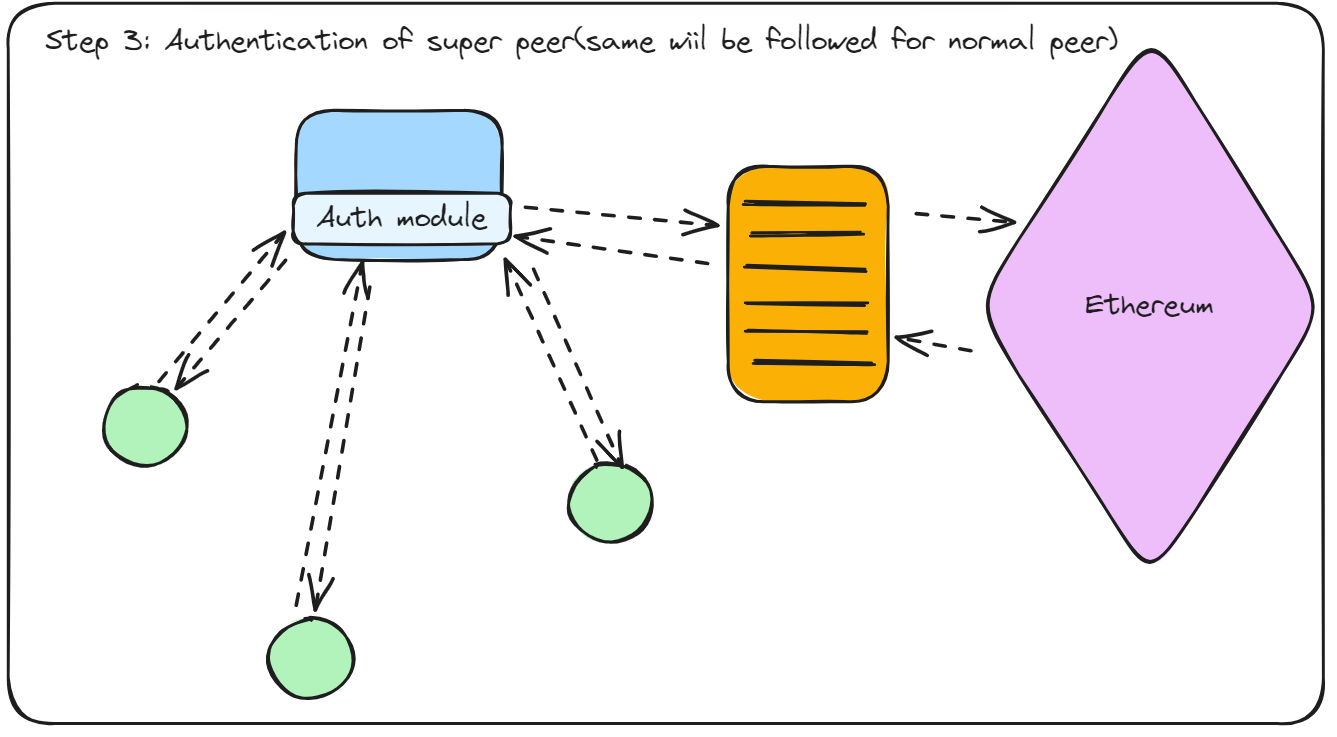 Step 3: Authentication of super peer(same wiil be followed for normal peer)
Auth module
Ethereum